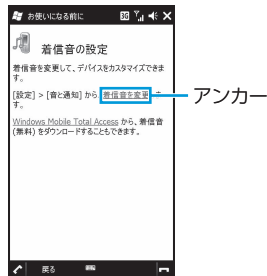 お使いになる前に
着信音の設定
着信音を変更して、デバイスをカスタマイズできま
す。
[設定] > [音と通知] から、着信音を変更 ま
す。
Windows Mobile Total Access から、着信音
(無料) をダウンロードすることもできます。
アンカー
戻る